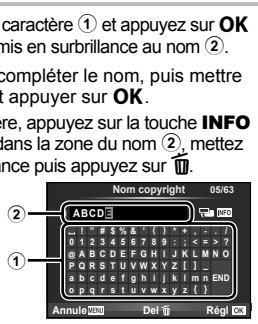 caractère ① et appuyez sur OK
mis en surbrillance au nom ②.
compléter le nom, puis mettre
t appuyer sur OK.
ère, appuyez sur la touche INFO
dans la zone du nom ②, mettez
ance puis appuyez sur
Nom copyright 05/63
② ABCDE INFO
①
! " # $ % & ' ( ) * + , - . /
0 1 2 3 4 5 6 7 8 9 : ; < = > ?
@ A B C D E F G H I J K L M N O
P Q R S T U V W X Y Z [ ] _
a b c d e f g h i j k l m n END
o p q r s t u v w x y z { }
Annule MENU Del Régl OK